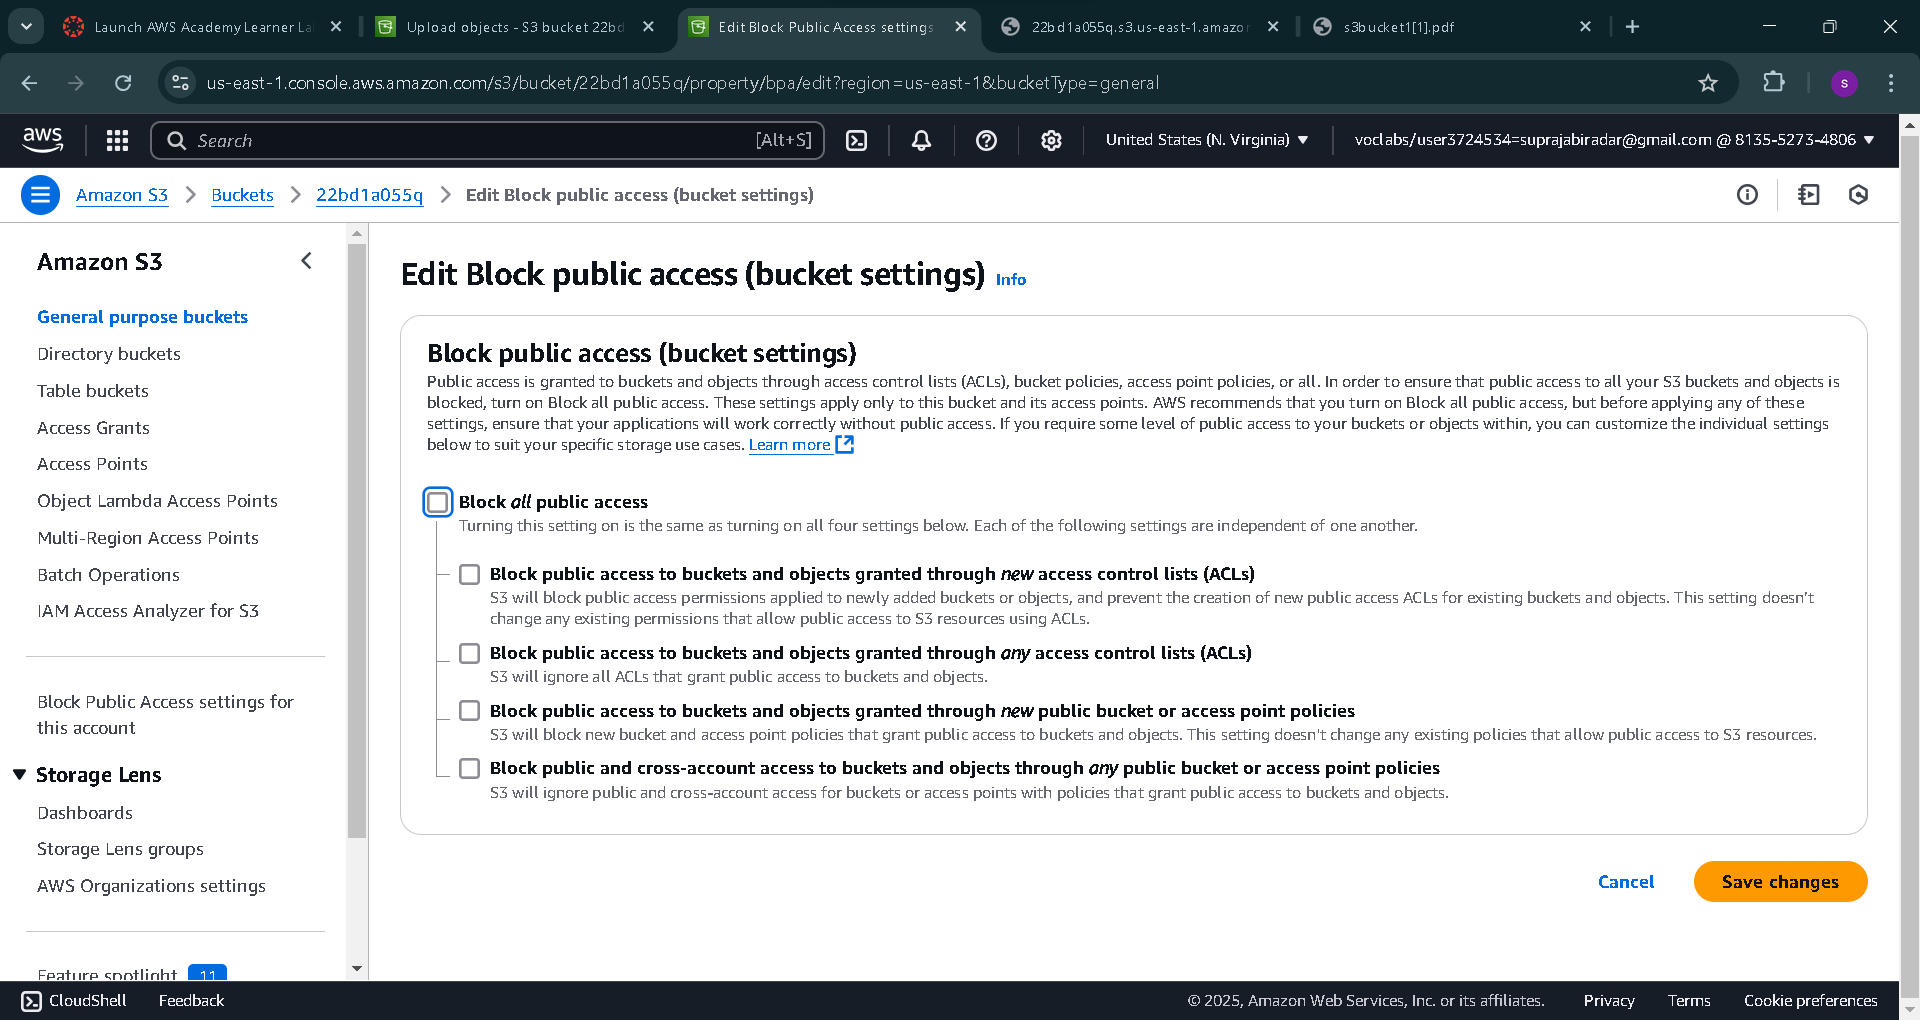 Launch AWS Academy Learner La
Upload objects - S3 bucket 22bd
Edit Block Public Access settings
22bd1a055q.s3.us-east-1.amazor
s3bucket1[1].pdf
us-east-1.console.aws.amazon.com/s3/bucket/22bd1a055q/property/bpa/edit?region=us-east-1&bucketType=general
s
aws
Search
[Alt+S]
United States (N. Virginia)
voclabs/user3724534=suprajabiradar@gmail.com @ 8135-5273-4806
Amazon S3
Buckets
22bd1a055q
Edit Block public access (bucket settings)
Amazon S3
General purpose buckets
Directory buckets
Table buckets
Access Grants
Access Points
Object Lambda Access Points
Multi-Region Access Points
Batch Operations
IAM Access Analyzer for S3
Block Public Access settings for
this account
Storage Lens
Dashboards
Storage Lens groups
AWS Organizations settings
Feature spotlight 11
Edit Block public access (bucket settings) Info
Block public access (bucket settings)
Public access is granted to buckets and objects through access control lists (ACLs), bucket policies, access point policies, or all. In order to ensure that public access to all your S3 buckets and objects is
blocked, turn on Block all public access. These settings apply only to this bucket and its access points. AWS recommends that you turn on Block all public access, but before applying any of these
settings, ensure that your applications will work correctly without public access. If you require some level of public access to your buckets or objects within, you can customize the individual settings
below to suit your specific storage use cases. Learn more
Block all public access
Turning this setting on is the same as turning on all four settings below. Each of the following settings are independent of one another.
Block public access to buckets and objects granted through new access control lists (ACLs)
S3 will block public access permissions applied to newly added buckets or objects, and prevent the creation of new public access ACLs for existing buckets and objects. This setting doesn't
change any existing permissions that allow public access to S3 resources using ACLs.
Block public access to buckets and objects granted through any access control lists (ACLs)
S3 will ignore all ACLs that grant public access to buckets and objects.
Block public access to buckets and objects granted through new public bucket or access point policies
S3 will block new bucket and access point policies that grant public access to buckets and objects. This setting doesn't change any existing policies that allow public access to S3 resources.
Block public and cross-account access to buckets and objects through any public bucket or access point policies
S3 will ignore public and cross-account access for buckets or access points with policies that grant public access to buckets and objects.
Cancel
Save changes
CloudShell
Feedback
© 2025, Amazon Web Services, Inc. or its affiliates.
Privacy
Terms
Cookie preferences